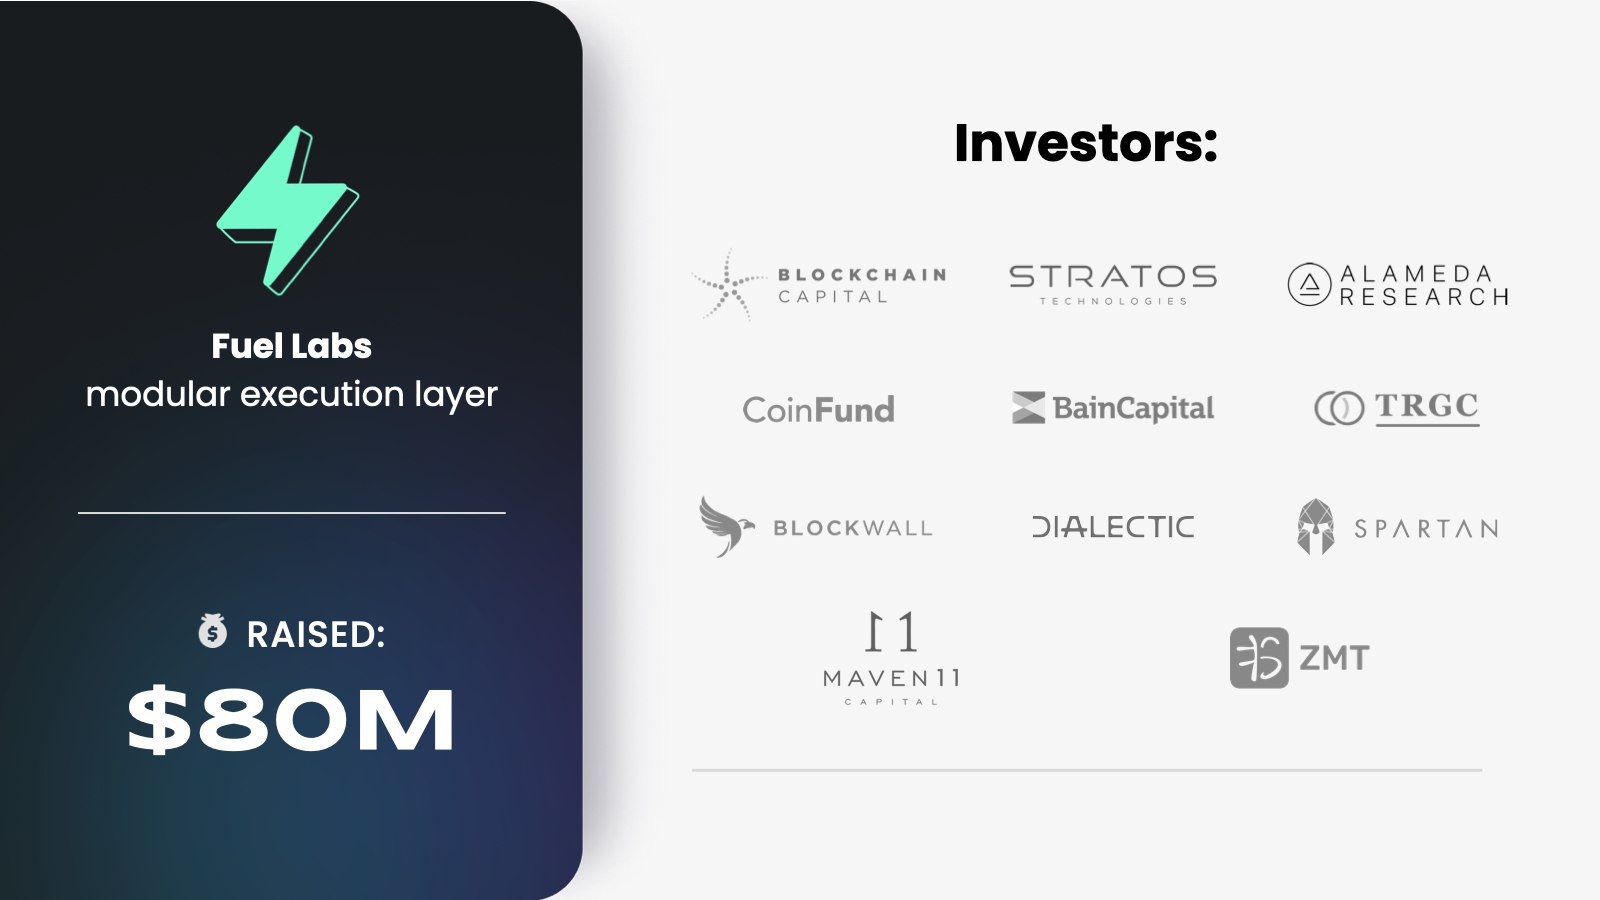 Fuel Labs
modular execution layer
RAISED:
$80M
Investors:
BLOCKCHAIN
CAPITAL
STRATOS
TECHNOLOGIES
ALAMEDA
RESEARCH
CoinFund
BainCapital
TRGC
BLOCKWALL
DIALECTIC
SPARTAN
11
MAVEN11
CAPITAL
ZMT